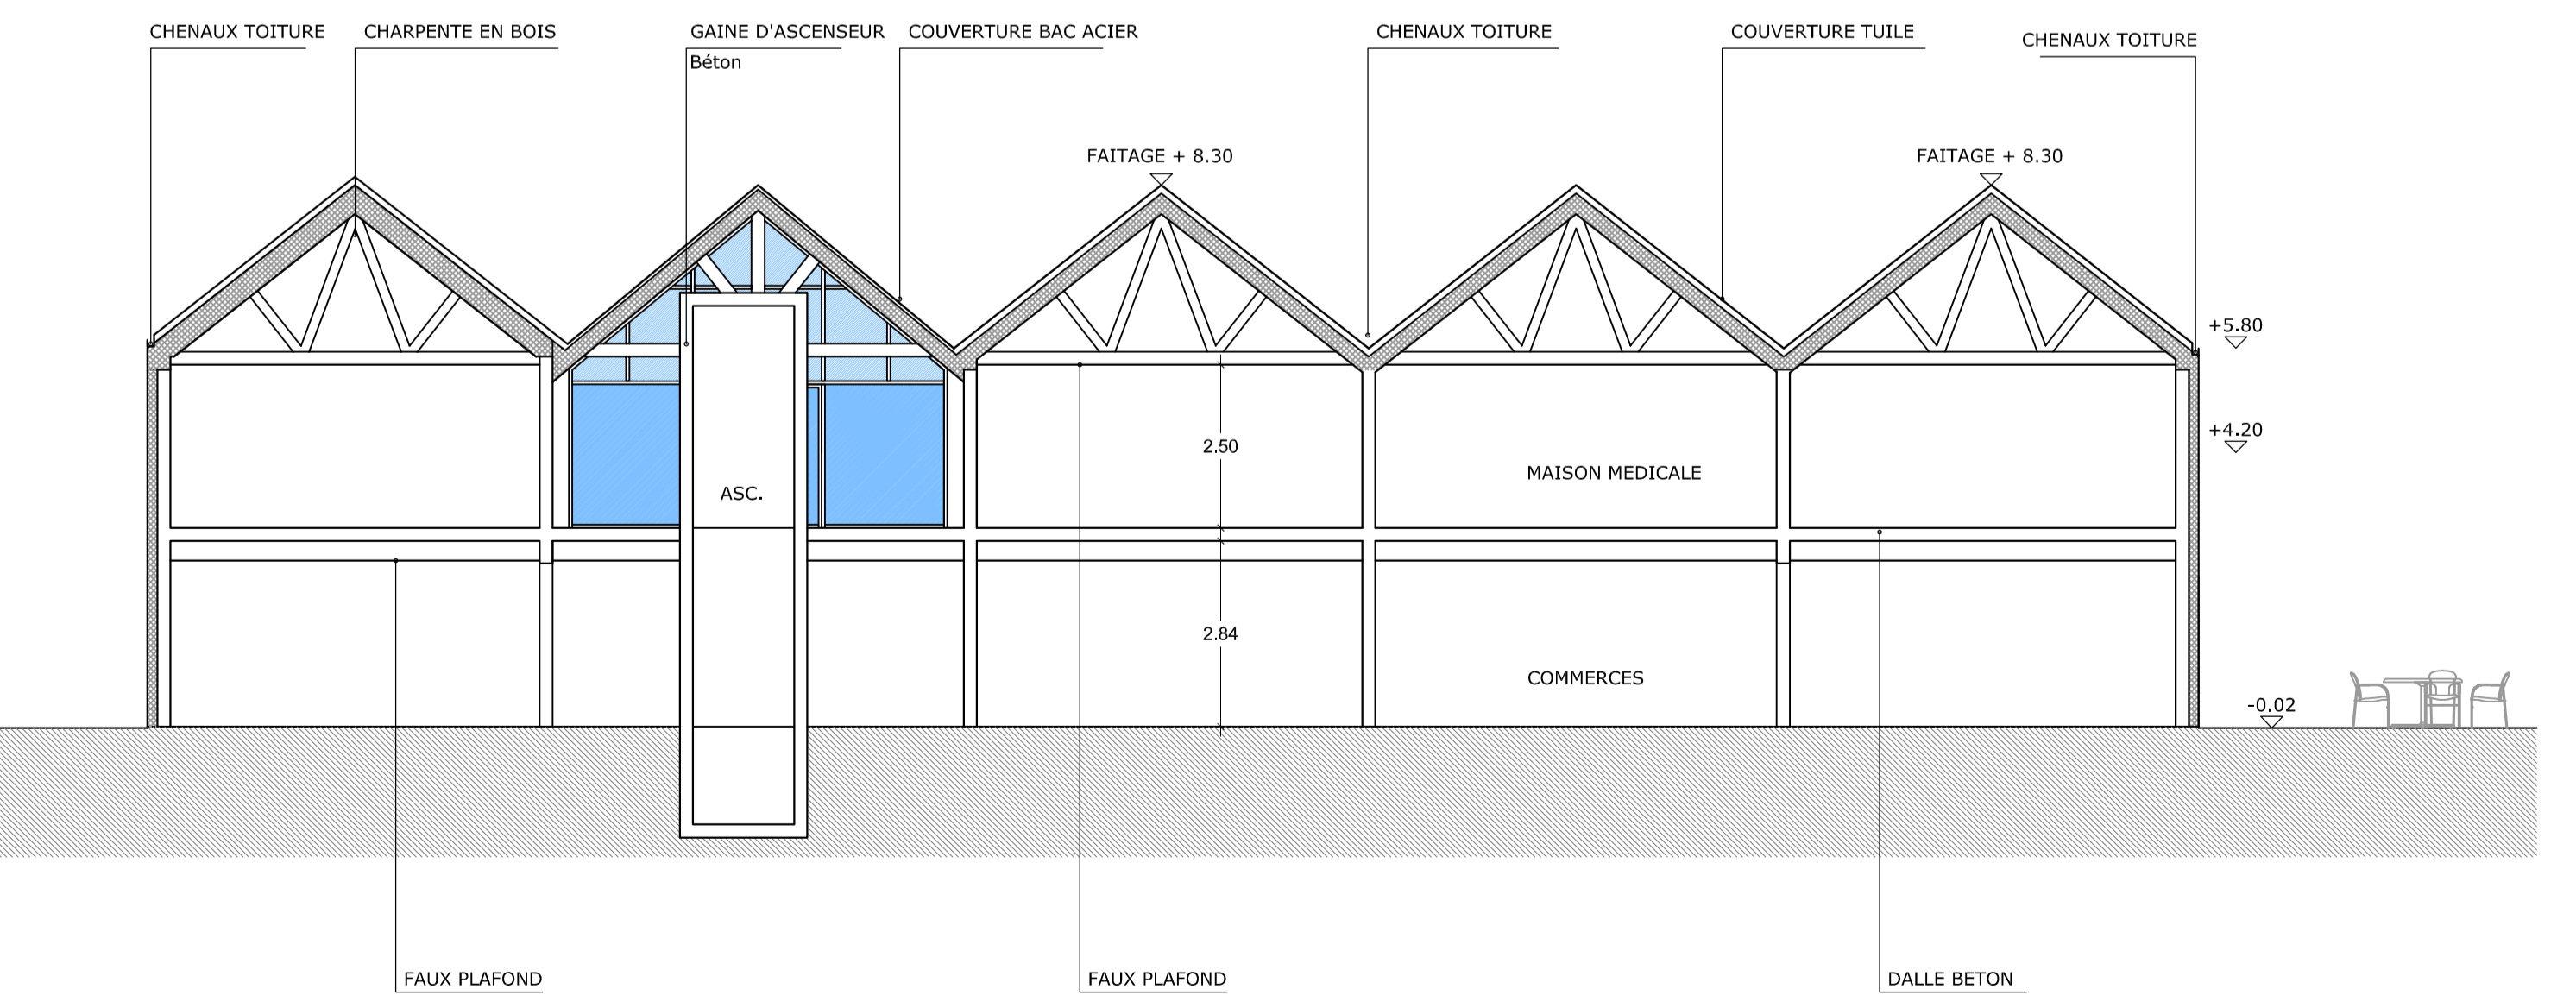 CHENAUX TOITURE
CHARPENTE EN BOIS
GAINE D'ASCENSEUR
Béton
COUVERTURE BAC ACIER
CHENAUX TOITURE
COUVERTURE TUILE
CHENAUX TOITURE
FAITAGE + 8.30
FAITAGE + 8.30
+5.80
+4.20
2.50
MAISON MEDICALE
ASC.
2.84
COMMERCES
-0.02
FAUX PLAFOND
FAUX PLAFOND
DALLE BETON